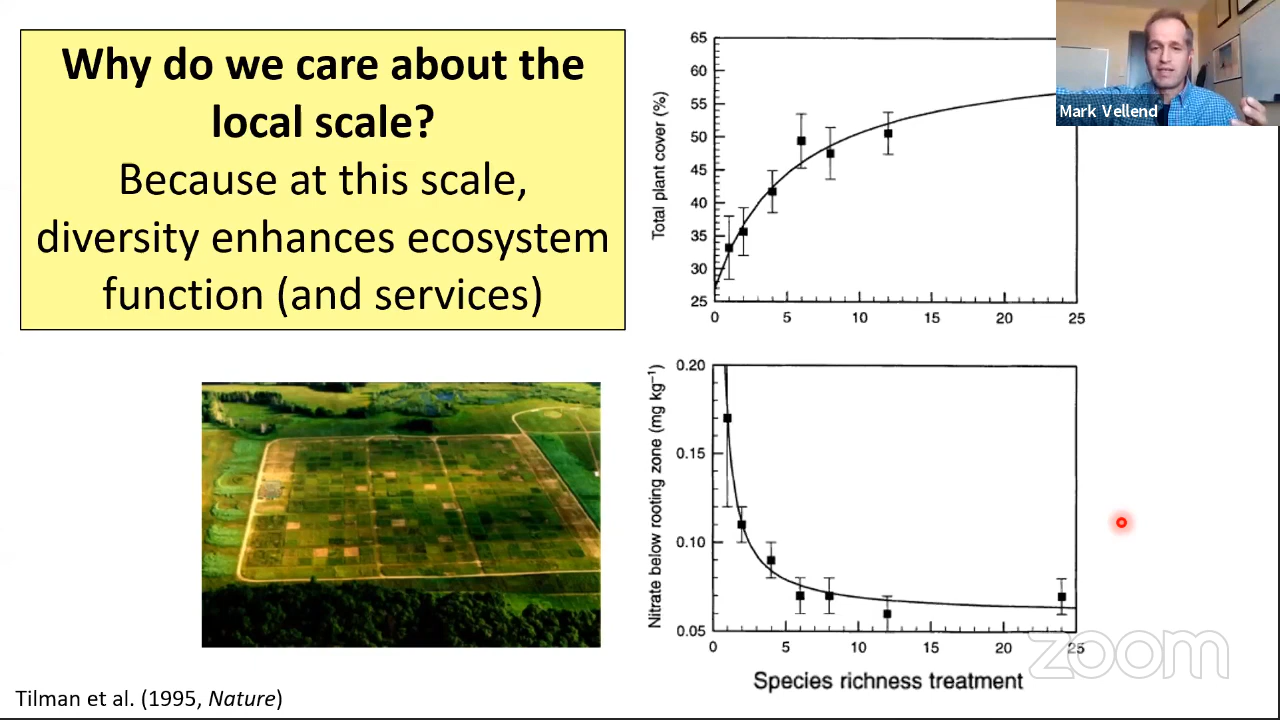 Why do we care about the
local scale?
Because at this scale,
diversity enhances ecosystem
function (and services)
Mark Vellend
65
60
55
50
45
40
35
30
25
Total plant cover (%)
0 5 10 15 20 25
0.20
0.15
0.10
0.05
Nitrate below rooting zone (mg kg⁻¹)
0 5 10 15 20 25
Species richness treatment
zoom
Tilman et al. (1995, Nature)